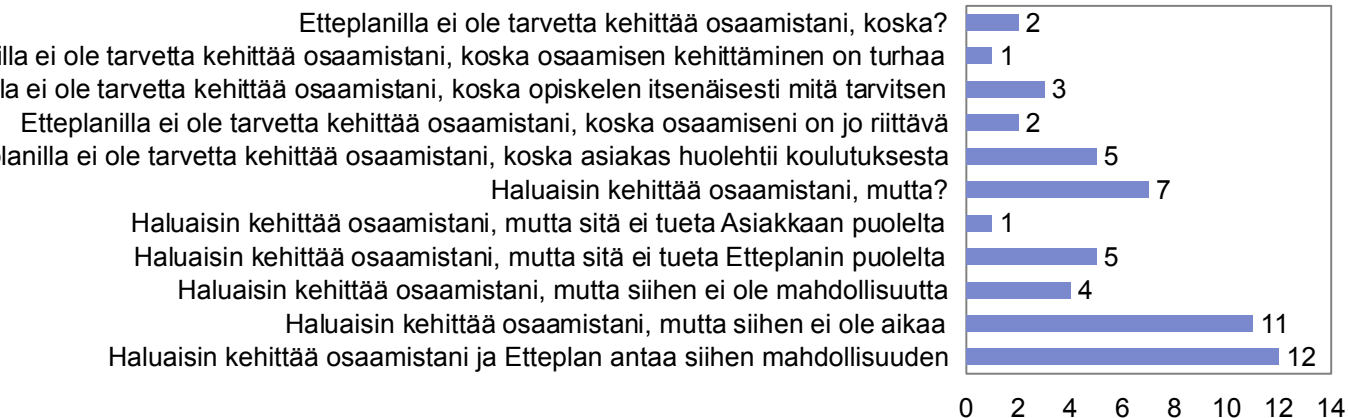 Etteplanilla ei ole tarvetta kehittää osaamistani, koska? 2
illa ei ole tarvetta kehittää osaamistani, koska osaamisen kehittäminen on turhaa 1
la ei ole tarvetta kehittää osaamistani, koska opiskelen itsenäisesti mitä tarvitsen 3
Etteplanilla ei ole tarvetta kehittää osaamistani, koska osaamiseni on jo riittävä 2
lanilla ei ole tarvetta kehittää osaamistani, koska asiakas huolehtii koulutuksesta 5
Haluaisin kehittää osaamistani, mutta? 7
Haluaisin kehittää osaamistani, mutta sitä ei tueta Asiakkaan puolelta 1
Haluaisin kehittää osaamistani, mutta sitä ei tueta Etteplanin puolelta 5
Haluaisin kehittää osaamistani, mutta siihen ei ole mahdollisuutta 4
Haluaisin kehittää osaamistani, mutta siihen ei ole aikaa 11
Haluaisin kehittää osaamistani ja Etteplan antaa siihen mahdollisuuden 12
0 2 4 6 8 10 12 14